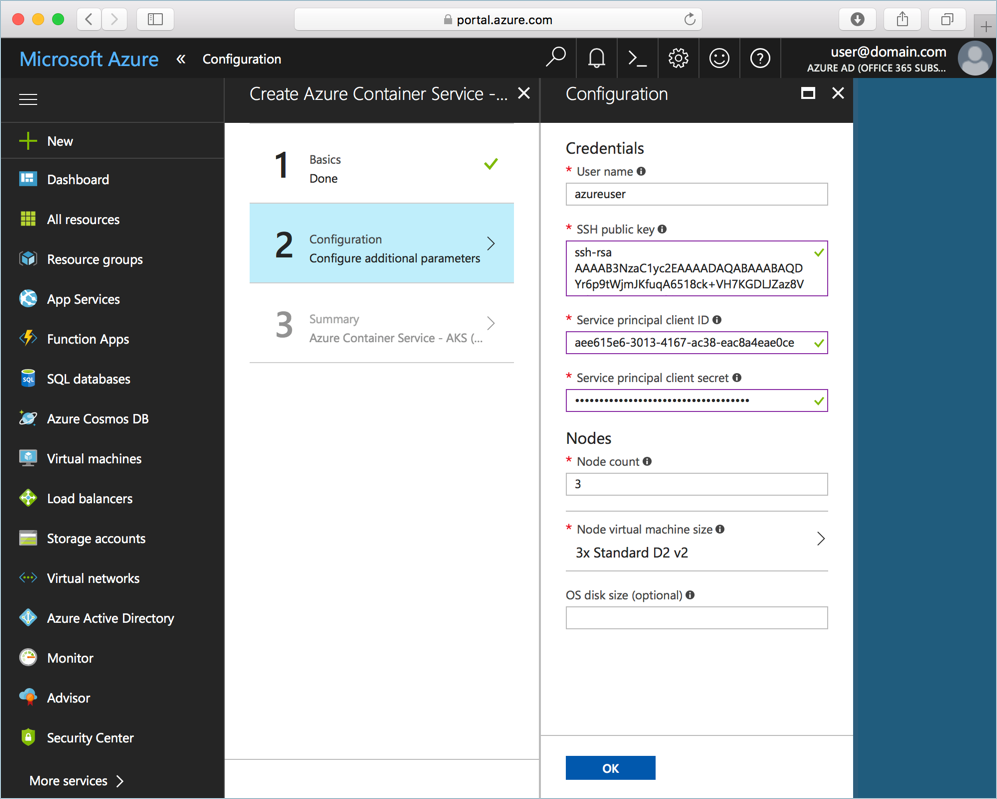 portal.azure.com
Microsoft Azure
«
Configuration
user@domain.com
AZURE AD (OFFICE 365 SUBS...
New
Dashboard
All resources
Resource groups
App Services
Function Apps
SQL
SQL databases
Azure Cosmos DB
Virtual machines
Load balancers
Storage accounts
Virtual networks
Azure Active Directory
Monitor
Advisor
Security Center
More services
Create Azure Container Service -...
1
Basics
Done
2
Configuration
Configure additional parameters
3
Summary
Azure Container Service - AKS (...
Configuration
Credentials
* User name
azureuser
* SSH public key
ssh-rsa
AAAAB3NzaC1yc2EAAAADAQABAAABAQD
Yr6p9tWjmJKfuqA6518ck+VH7KGDLJZaz8V
* Service principal client ID
aee615e6-3013-4167-ac38-eac8a4eae0ce
* Service principal client secret
••••••••••••••••••••••••••••••••••••
Nodes
* Node count
3
* Node virtual machine size
3x Standard D2 v2
OS disk size (optional)
OK